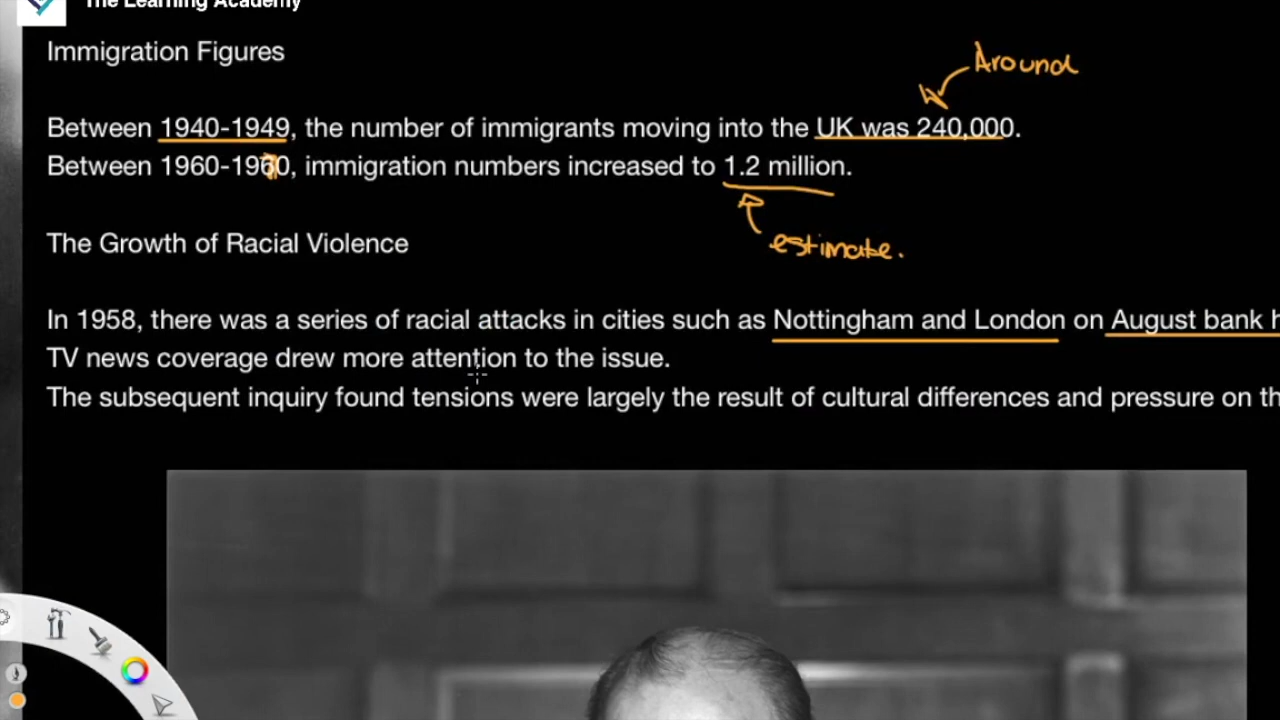 The Learning Academy
Immigration Figures
Around
Between 1940-1949, the number of immigrants moving into the UK was 240,000.
Between 1960-1970, immigration numbers increased to 1.2 million.
The Growth of Racial Violence
estimate.
In 1958, there was a series of racial attacks in cities such as Nottingham and London on August bank h
TV news coverage drew more attention to the issue.
The subsequent inquiry found tensions were largely the result of cultural differences and pressure on th